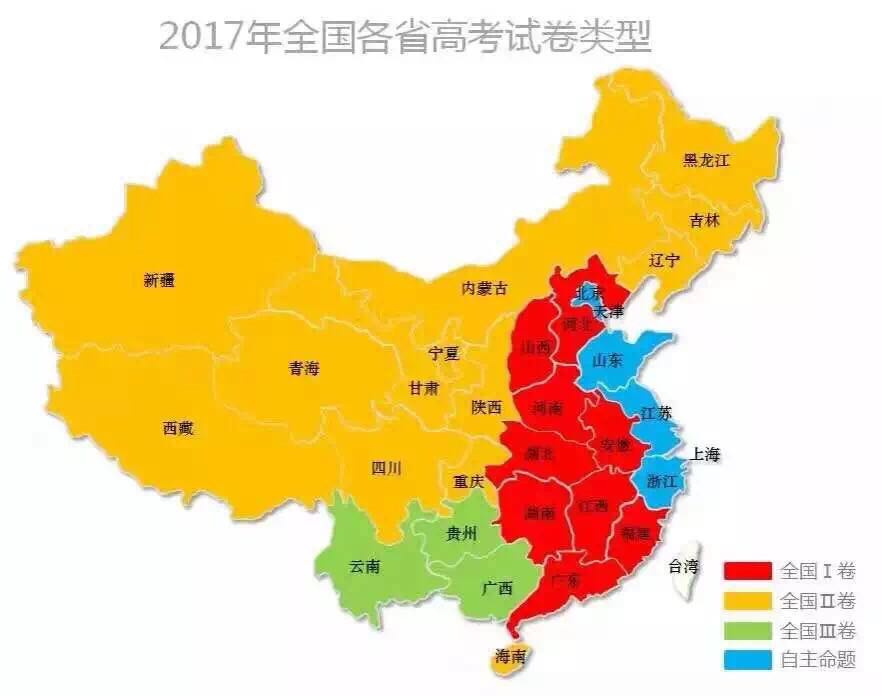 2017年全国各省高考试卷类型
黑龙江
吉林
辽宁
新疆
内蒙古
北京
天津
河北
宁夏
山西
山东
青海
甘肃
陕西
河南
江苏
西藏
安徽
上海
湖北
四川
重庆
浙江
湖南
江西
贵州
福建
云南
台湾
广西
广东
海南
全国Ⅰ卷
全国Ⅱ卷
全国Ⅲ卷
自主命题